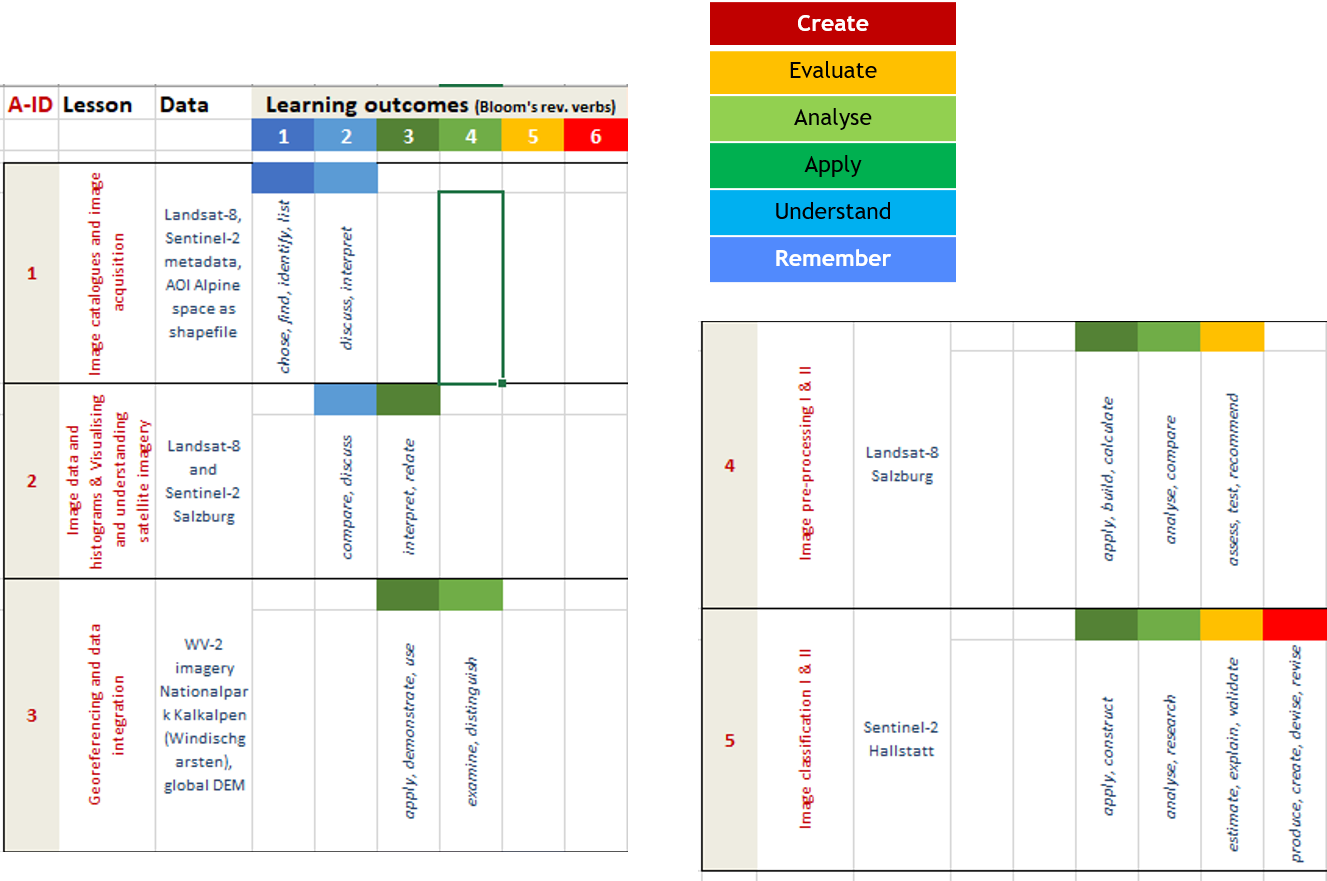 Create
Evaluate
Analyse
Apply
Understand
Remember
A-ID Lesson Data Learning outcomes (Bloom's rev. verbs)
1 2 3 4 5 6
1
Image catalogues and image
acquisition
Landsat-8,
Sentinel-2
metadata,
AOI Alpine
space as
shapefile
chose, find, identify, list
discuss, interpret
2
Image data and
histograms & Visualising
and understanding
satellite imagery
Landsat-8
and
Sentinel-2
Salzburg
compare, discuss
interpret, relate
3
Georeferencing and data
integration
WV-2
imagery
Nationalpar
k Kalkalpen
(Windischg
arsten),
global DEM
apply, demonstrate, use
examine, distinguish
4
Image pre-processing I & II
Landsat-8
Salzburg
apply, build, calculate
analyse, compare
assess, test, recommend
5
Image classification I & II
Sentinel-2
Hallstatt
apply, construct
analyse, research
estimate, explain, validate
produce, create, devise, revise